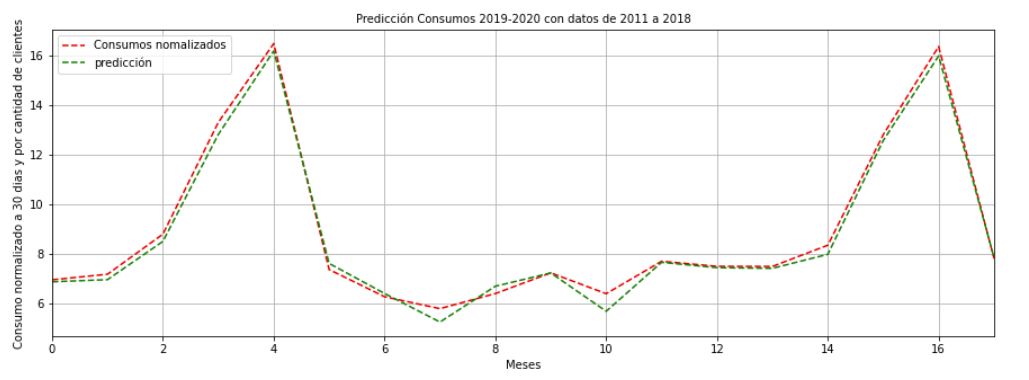 Predicción Consumos 2019-2020 con datos de 2011 a 2018
Consumos nomalizados
predicción
Consumo normalizado a 30 dias y por cantidad de clientes
16
14
12
10
8
6
0 2 4 6 8 10 12 14 16
Meses